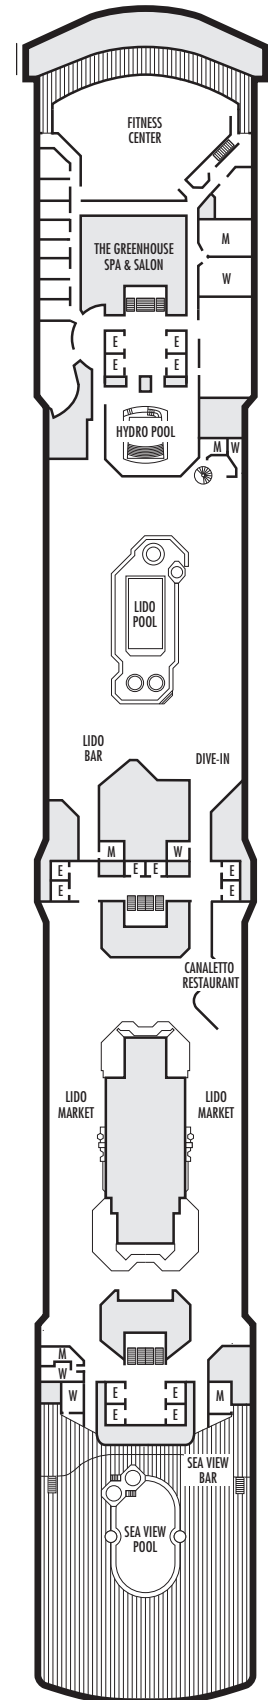 FITNESS
CENTER
THE GREENHOUSE
SPA & SALON
M
W
E
E
E
E
HYDRO POOL
M W
LIDO
POOL
LIDO
BAR
DIVE-IN
M
E E
W
E
E
E
E
CANALETTO
RESTAURANT
LIDO
MARKET
LIDO
MARKET
M
W
W
E
E
E
E
M
SEA VIEW
BAR
SEA VIEW
POOL